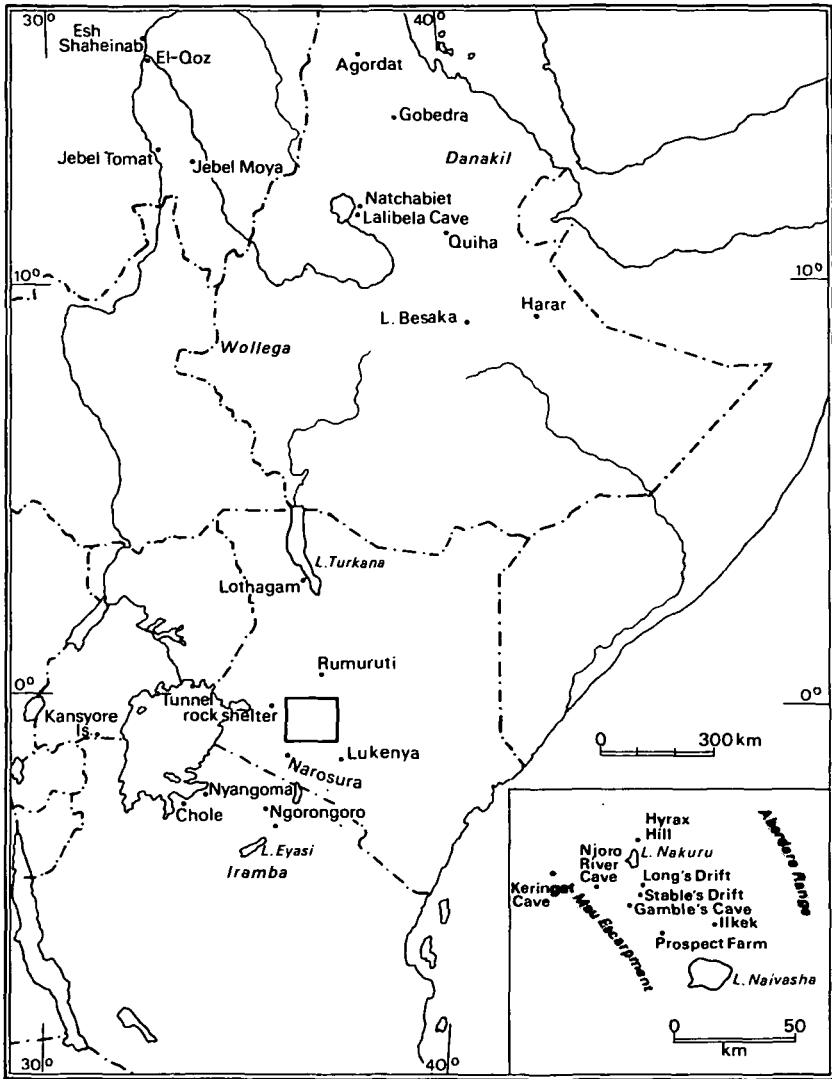 30°
40°
Esh
Shaheinab
El-Qoz
Agordat
Gobedra
Jebel Tomat
Jebel Moya
Danakil
Natchabiet
Lalibela Cave
Quiha
10°
10°
L. Besaka
Harar
Wollega
L.Turkana
Lothagam
Rumuruti
0°
0°
Tunnel
rock shelter
Kansyore
Is.
0 300 km
Lukenya
Narosura
Nyangoma
Chole
Ngorongoro
L.Eyasi
Iramba
Hyrax
Hill
Aberdare Range
Njoro
River
Cave
L. Nakuru
Keringet
Cave
Long's Drift
Stable's Drift
Gamble's Cave
Mau Escarpment
Ilkek
Prospect Farm
L. Naivasha
0 50
km
30°
40°